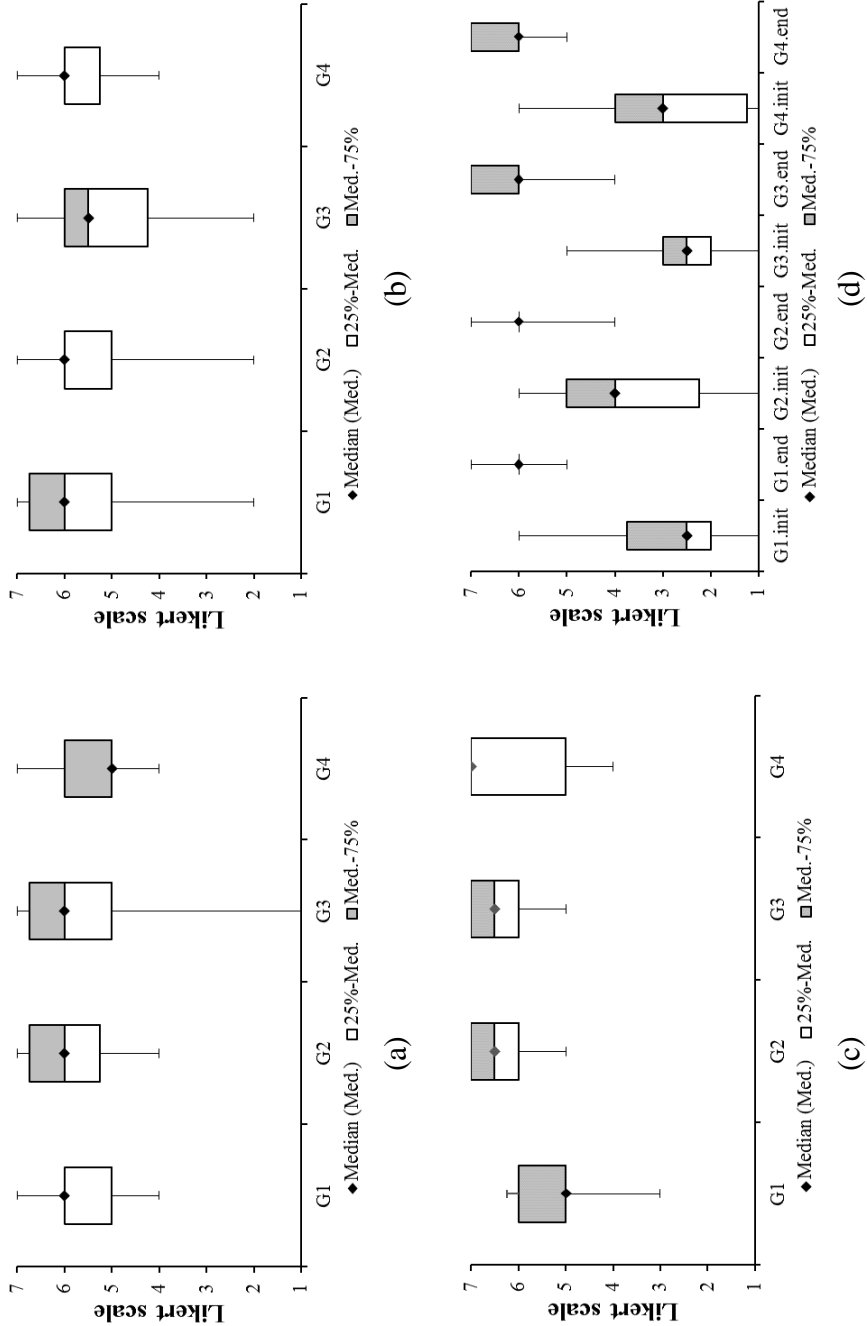 7
6
5
4
3
2
1
Likert scale
G1 G2 G3 G4
◆Median (Med.) □25%-Med. ■Med.-75%
(a)
7
6
5
4
3
2
1
Likert scale
G1 G2 G3 G4
◆Median (Med.) □25%-Med. ■Med.-75%
(b)
7
6
5
4
3
2
1
Likert scale
G1 G2 G3 G4
◆Median (Med.) □25%-Med. ■Med.-75%
(c)
7
6
5
4
3
2
1
Likert scale
G1.init G1.end G2.init G2.end G3.init G3.end G4.init G4.end
◆Median (Med.) □25%-Med. ■Med.-75%
(d)